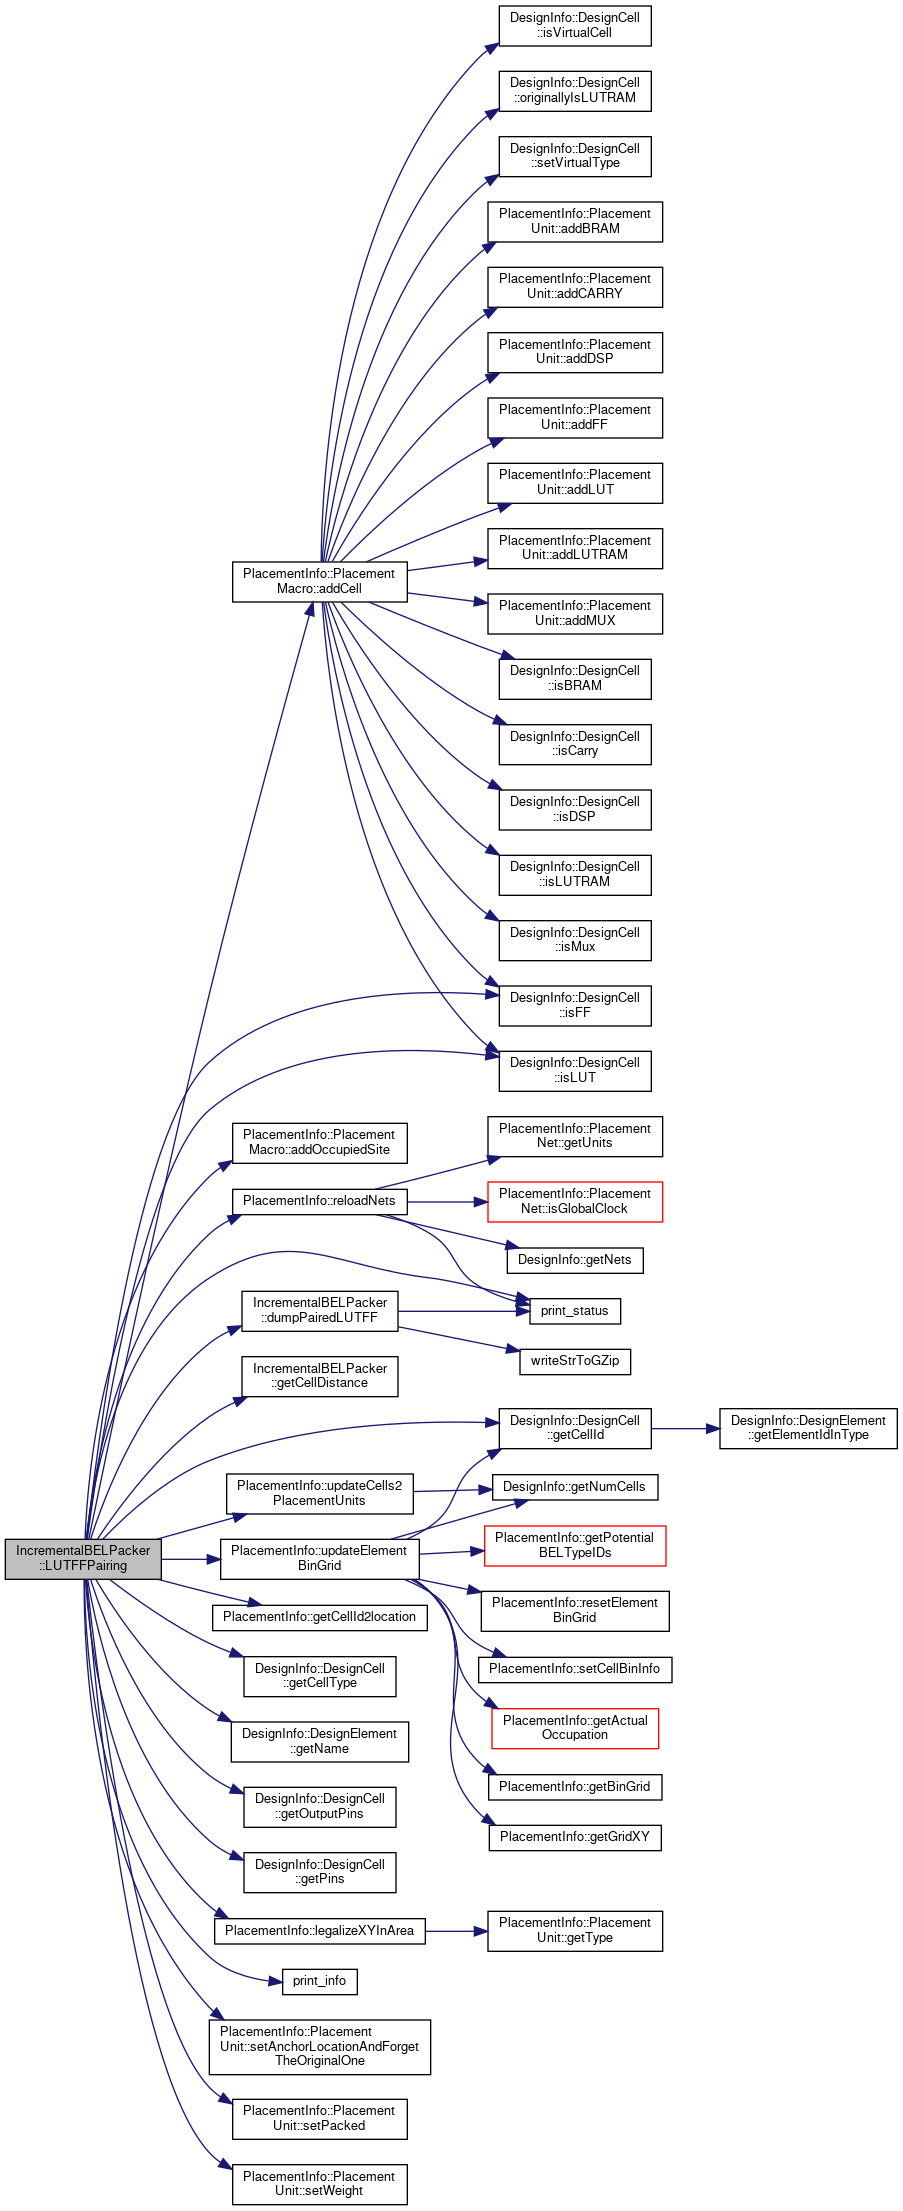 DesignInfo::DesignCell
::isVirtualCell
DesignInfo::DesignCell
::originallyIsLUTRAM
DesignInfo::DesignCell
::setVirtualType
PlacementInfo::Placement
Unit::addBRAM
PlacementInfo::Placement
Unit::addCARRY
PlacementInfo::Placement
Unit::addDSP
PlacementInfo::Placement
Unit::addFF
PlacementInfo::Placement
Unit::addLUT
PlacementInfo::Placement
Unit::addLUTRAM
PlacementInfo::Placement
Macro::addCell
PlacementInfo::Placement
Unit::addMUX
DesignInfo::DesignCell
::isBRAM
DesignInfo::DesignCell
::isCarry
DesignInfo::DesignCell
::isDSP
DesignInfo::DesignCell
::isLUTRAM
DesignInfo::DesignCell
::isMux
DesignInfo::DesignCell
::isFF
DesignInfo::DesignCell
::isLUT
PlacementInfo::Placement
Macro::addOccupiedSite
PlacementInfo::Placement
Net::getUnits
PlacementInfo::reloadNets
PlacementInfo::Placement
Net::isGlobalClock
DesignInfo::getNets
IncrementalBELPacker
::dumpPairedLUTFF
print_status
writeStrToGZip
IncrementalBELPacker
::getCellDistance
DesignInfo::DesignCell
::getCellId
DesignInfo::DesignElement
::getElementIdInType
PlacementInfo::updateCells2
PlacementUnits
DesignInfo::getNumCells
IncrementalBELPacker
::LUTFFPairing
PlacementInfo::updateElement
BinGrid
PlacementInfo::getPotential
BELTypeIDs
PlacementInfo::resetElement
BinGrid
PlacementInfo::getCellId2location
DesignInfo::DesignCell
::getCellType
PlacementInfo::setCellBinInfo
PlacementInfo::getActual
Occupation
DesignInfo::DesignElement
::getName
PlacementInfo::getBinGrid
DesignInfo::DesignCell
::getOutputPins
PlacementInfo::getGridXY
DesignInfo::DesignCell
::getPins
PlacementInfo::legalizeXYInArea
PlacementInfo::Placement
Unit::getType
print_info
PlacementInfo::Placement
Unit::setAnchorLocationAndForget
TheOriginalOne
PlacementInfo::Placement
Unit::setPacked
PlacementInfo::Placement
Unit::setWeight